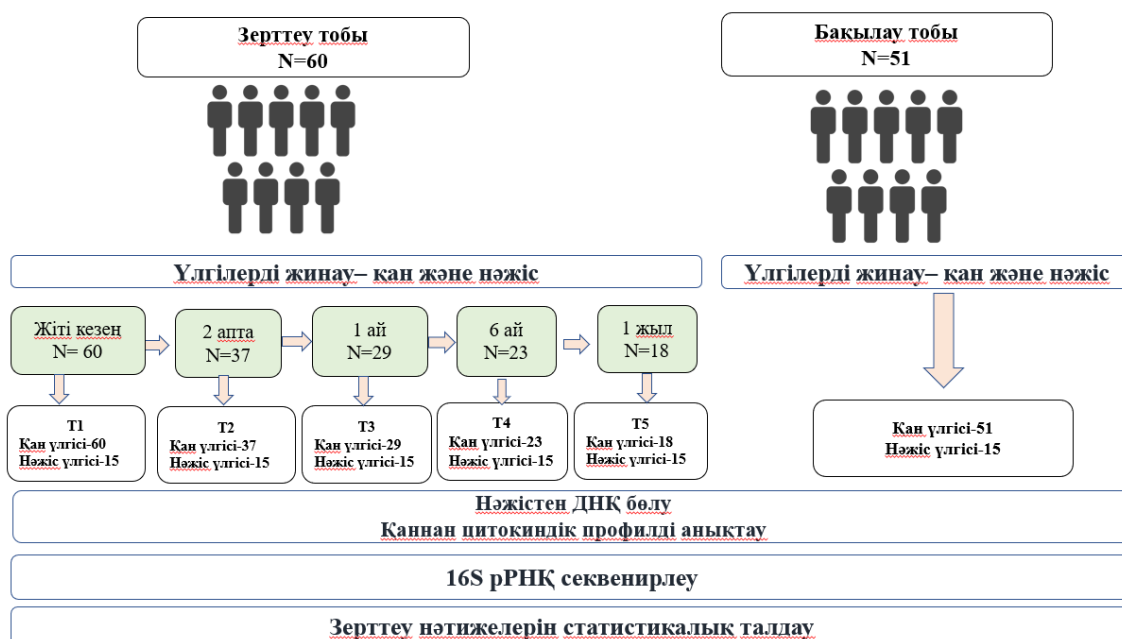 Зерттеу тобы
N=60
Бақылау тобы
N=51
Үлгілерді жинау– қан және нәжіс
Үлгілерді жинау– қан және нәжіс
Жіті кезең
N= 60
2 апта
N=37
1 ай
N=29
6 ай
N=23
1 жыл
N=18
T1
Қан үлгісі-60
Нәжіс үлгісі-15
T2
Қан үлгісі-37
Нәжіс үлгісі-15
T3
Қан үлгісі-29
Нәжіс үлгісі-15
T4
Қан үлгісі-23
Нәжіс үлгісі-15
T5
Қан үлгісі-18
Нәжіс үлгісі-15
Қан үлгісі-51
Нәжіс үлгісі-15
Нәжістен ДНҚ бөлу
Қаннан цитокиндік профилді анықтау
16S рРНҚ секвенирлеу
Зерттеу нәтижелерін статистикалық талдау